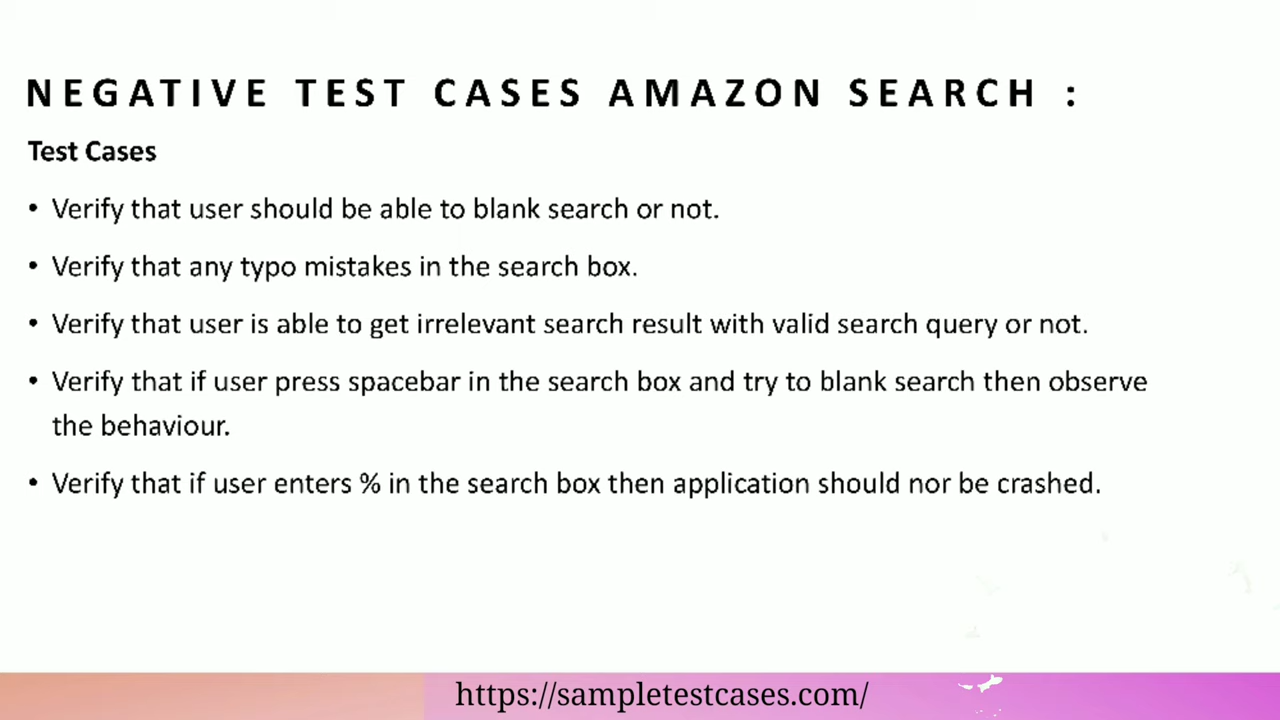 NEGATIVE TEST CASES AMAZON SEARCH :
Test Cases
• Verify that user should be able to blank search or not.
• Verify that any typo mistakes in the search box.
• Verify that user is able to get irrelevant search result with valid search query or not.
• Verify that if user press spacebar in the search box and try to blank search then observe
the behaviour.
• Verify that if user enters % in the search box then application should nor be crashed.
https://sampletestcases.com/